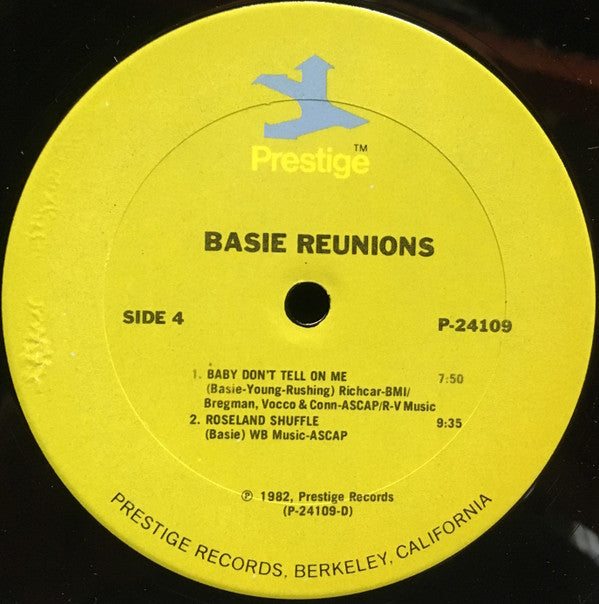 Prestige™
BASIE REUNIONS
SIDE 4
P-24109
1. BABY DON'T TELL ON ME 7:50
(Basie-Young-Rushing) Richcar-BMI/
Bregman, Vocco & Conn-ASCAP/R-V Music
2. ROSELAND SHUFFLE 9:35
(Basie) WB Music-ASCAP
℗ 1982, Prestige Records
(P-24109-D)
PRESTIGE RECORDS, BERKELEY, CALIFORNIA